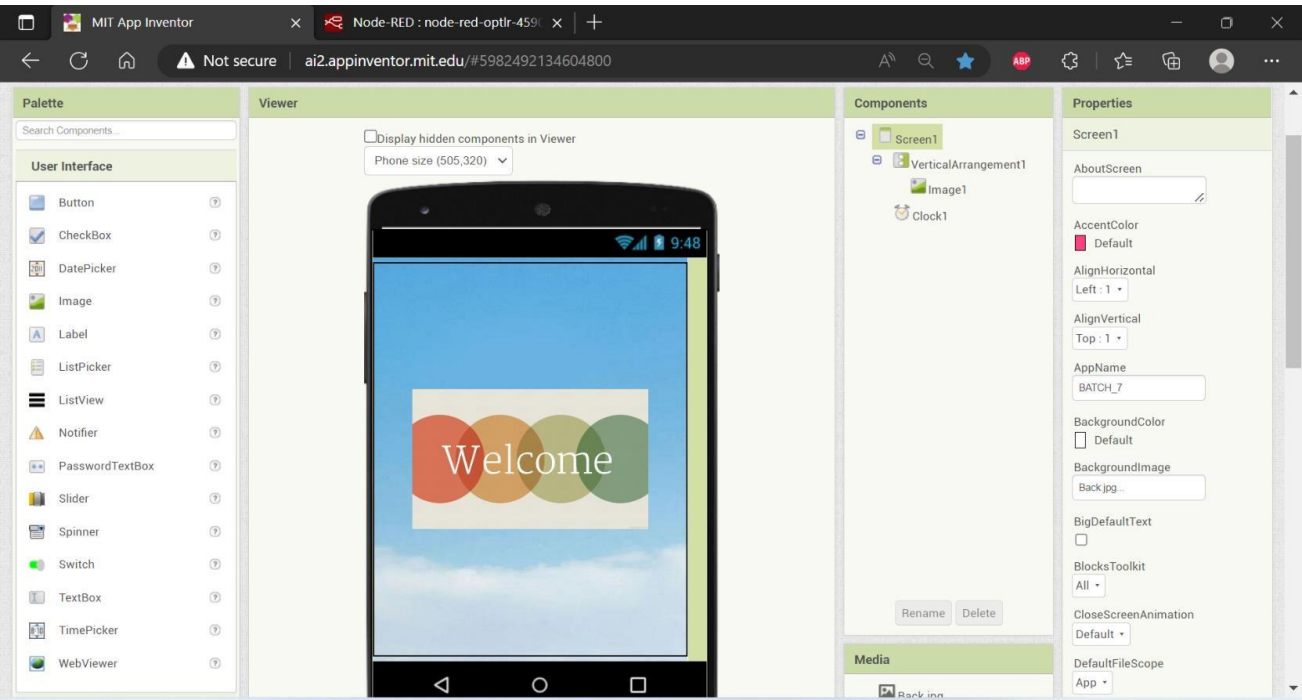 MIT App Inventor
Node-RED : node-red-optlr-459
Not secure
ai2.appinventor.mit.edu/#5982492134604800
ABP
Palette
Search Components...
User Interface
Button
CheckBox
DatePicker
Image
Label
ListPicker
ListView
Notifier
PasswordTextBox
Slider
Spinner
Switch
TextBox
TimePicker
WebViewer
Viewer
Display hidden components in Viewer
Phone size (505,320)
9:48
Welcome
Components
Screen1
VerticalArrangement1
Image1
Clock1
Rename Delete
Media
Back.jpg
Properties
Screen1
AboutScreen
AccentColor
Default
AlignHorizontal
Left : 1
AlignVertical
Top : 1
AppName
BATCH_7
BackgroundColor
Default
BackgroundImage
Back.jpg...
BigDefaultText
BlocksToolkit
All
CloseScreenAnimation
Default
DefaultFileScope
App